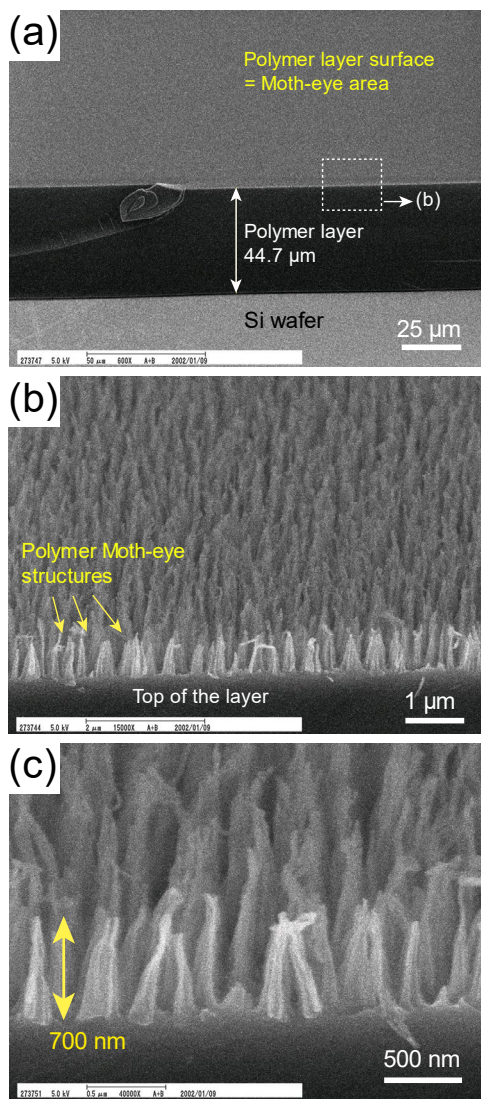 (a)
Polymer layer surface
= Moth-eye area
(b)
Polymer layer
44.7 µm
Si wafer
25 µm
273747 5.0 kV 50 µm 600X A+B 2002/01/09
(b)
Polymer Moth-eye
structures
Top of the layer
1 µm
273744 5.0 kV 2 µm 15000X A+B 2002/01/09
(c)
700 nm
500 nm
273751 5.0 kV 0.5 µm 40000X A+B 2002/01/09